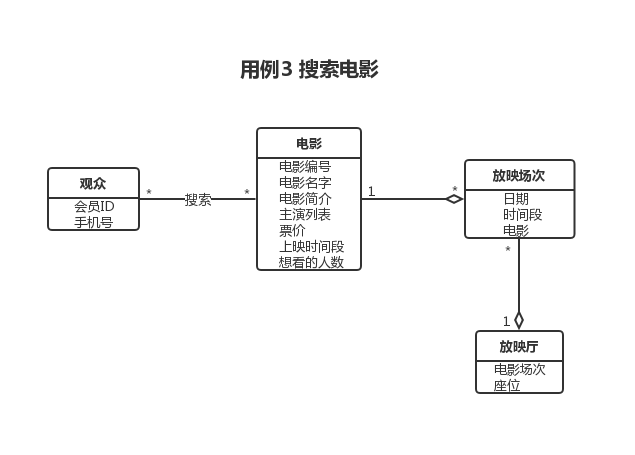 用例3 搜索电影
观众
会员ID
手机号
*
搜索
*
电影
电影编号
电影名字
电影简介
主演列表
票价
上映时间段
想看的人数
1
*
放映场次
日期
时间段
电影
*
1
放映厅
电影场次
座位